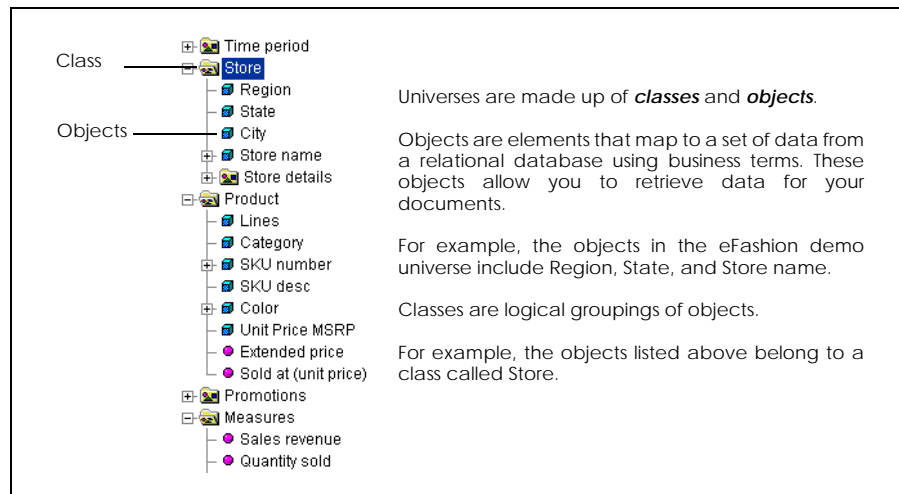 Class
Objects
Time period
Store
Region
State
City
Store name
Store details
Product
Lines
Category
SKU number
SKU desc
Color
Unit Price MSRP
Extended price
Sold at (unit price)
Promotions
Measures
Sales revenue
Quantity sold
Universes are made up of classes and objects.
Objects are elements that map to a set of data from
a relational database using business terms. These
objects allow you to retrieve data for your
documents.
For example, the objects in the eFashion demo
universe include Region, State, and Store name.
Classes are logical groupings of objects.
For example, the objects listed above belong to a
class called Store.